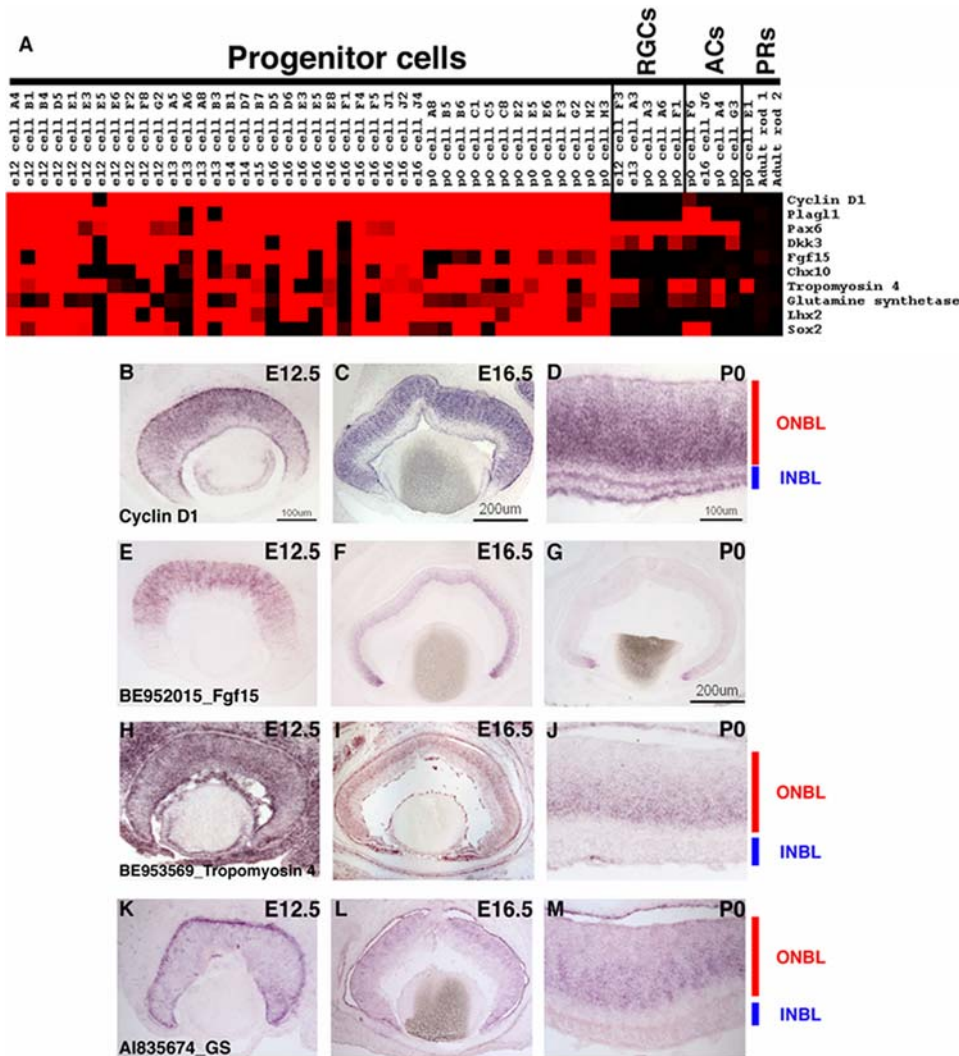 A
Progenitor cells
RGCs
ACs
PRs
e12 cell A4
e12 cell B1
e12 cell B4
e12 cell D5
e12 cell E1
e12 cell E3
e12 cell E5
e12 cell E6
e12 cell F2
e12 cell F8
e12 cell G2
e13 cell A5
e13 cell A6
e13 cell A8
e13 cell B3
e14 cell B1
e14 cell D7
e15 cell B7
e16 cell D5
e16 cell D6
e16 cell E3
e16 cell E5
e16 cell E8
e16 cell F1
e16 cell F4
e16 cell F5
e16 cell J1
e16 cell J2
e16 cell J4
p0 cell A8
p0 cell B5
p0 cell B6
p0 cell C1
p0 cell C5
p0 cell C8
p0 cell E2
p0 cell E5
p0 cell E6
p0 cell F3
p0 cell G2
p0 cell H2
p0 cell H3
e12 cell F3
e13 cell A3
p0 cell A3
p0 cell A6
p0 cell F1
p0 cell F6
e16 cell J6
p0 cell A4
p0 cell G3
p0 cell E1
Adult rod 1
Adult rod 2
Cyclin D1
Plagl1
Pax6
Dkk3
Fgf15
Chx10
Tropomyosin 4
Glutamine synthetase
Lhx2
Sox2
B E12.5
Cyclin D1
100um
C E16.5
200um
D P0
100um
ONBL
INBL
E E12.5
BE952015_Fgf15
F E16.5
G P0
200um
H E12.5
BE953569_Tropomyosin 4
I E16.5
J P0
ONBL
INBL
K E12.5
AI835674_GS
L E16.5
M P0
ONBL
INBL